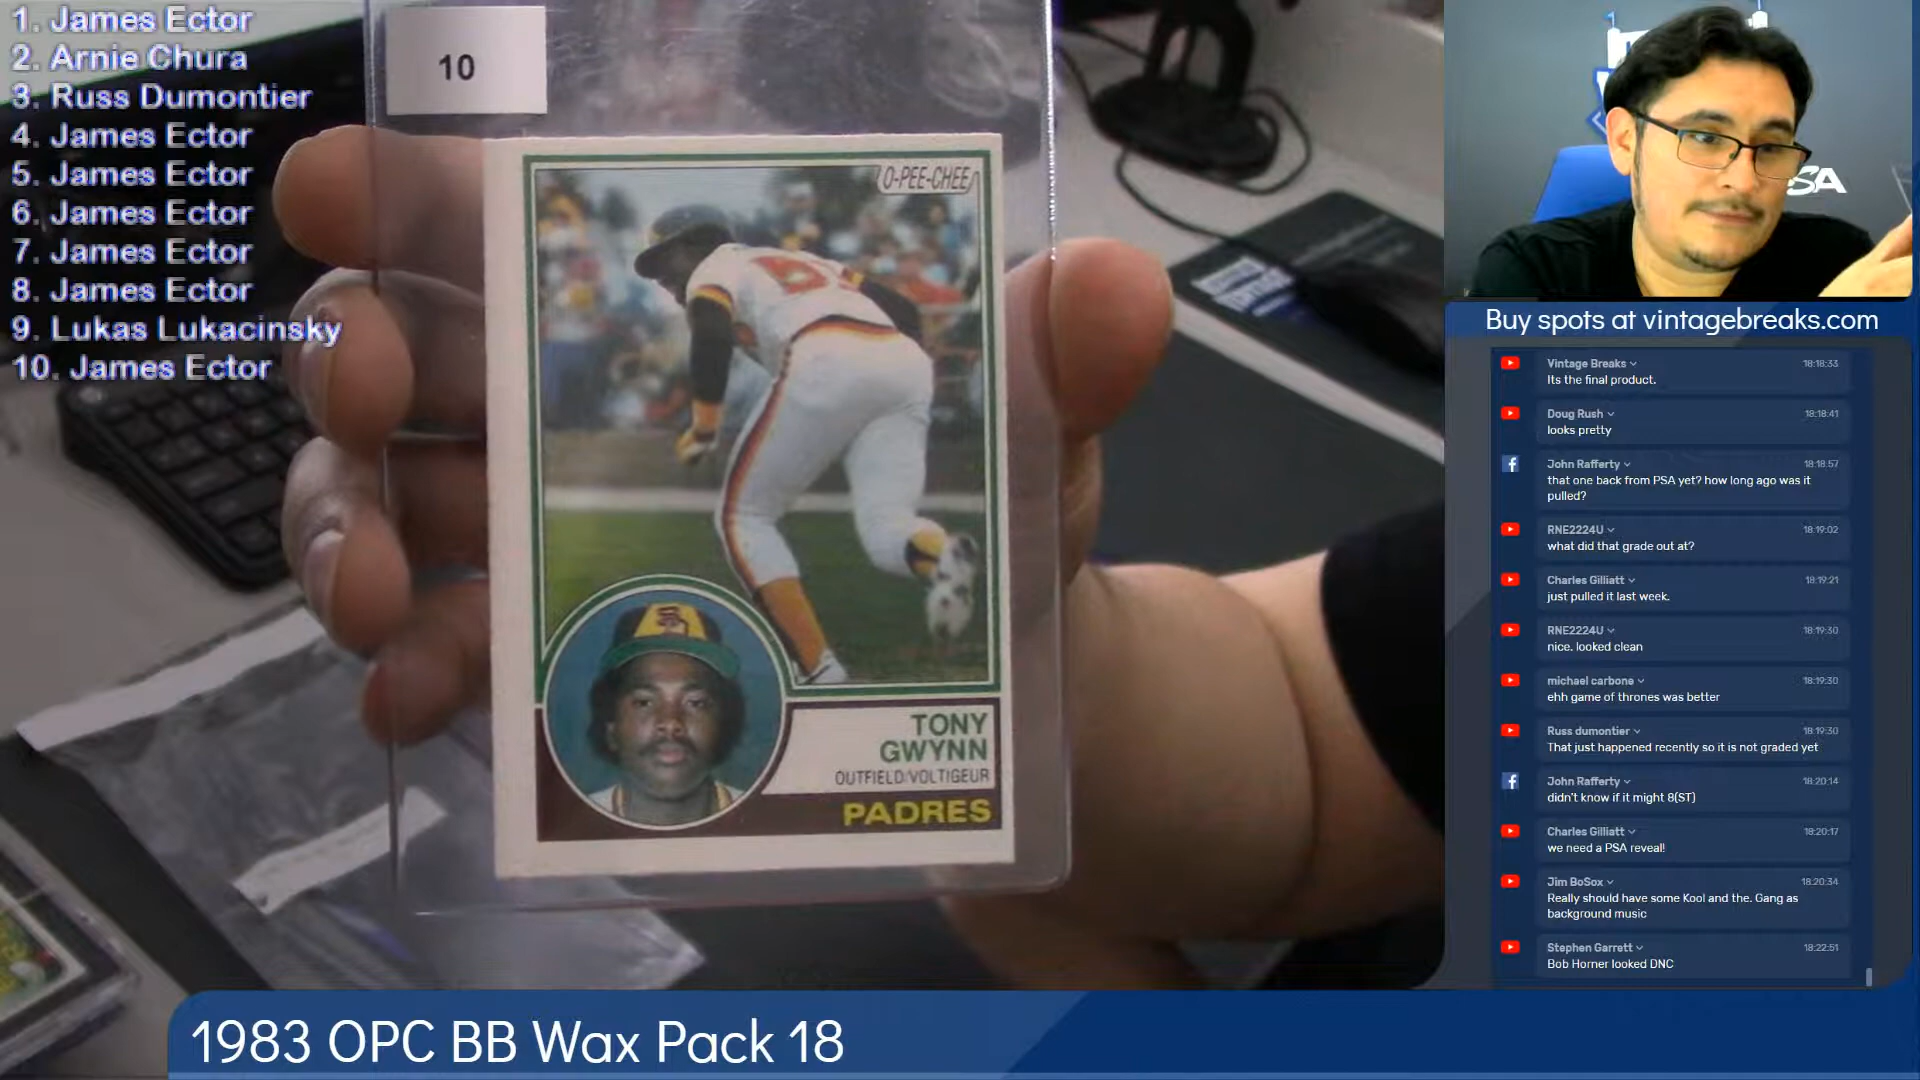 1. James Ector
2. Arnie Chura
3. Russ Dumontier
4. James Ector
5. James Ector
6. James Ector
7. James Ector
8. James Ector
9. Lukas Lukacinsky
10. James Ector
10
O-PEE-CHEE
TONY
GWYNN
OUTFIELD/VOLTIGEUR
PADRES
SA
Buy spots at vintagebreaks.com
Vintage Breaks 18:18:33
Its the final product.
Doug Rush 18:18:41
looks pretty
John Rafferty 18:18:57
that one back from PSA yet? how long ago was it
pulled?
RNE2224U 18:19:02
what did that grade out at?
Charles Gilliatt 18:19:21
just pulled it last week.
RNE2224U 18:19:30
nice. looked clean
michael carbone 18:19:30
ehh game of thrones was better
Russ dumontier 18:19:30
That just happened recently so it is not graded yet
John Rafferty 18:20:14
didn't know if it might 8(ST)
Charles Gilliatt 18:20:17
we need a PSA reveal!
Jim BoSox 18:20:34
Really should have some Kool and the. Gang as
background music
Stephen Garrett 18:22:51
Bob Horner looked DNC
1983 OPC BB Wax Pack 18